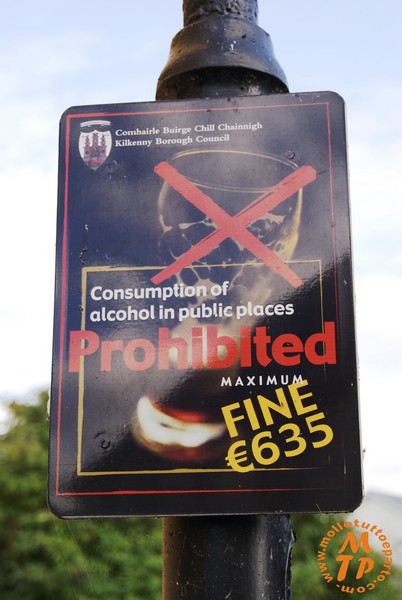 Comhairle Buirge Chill Chainnigh
Kilkenny Borough Council
Consumption of
alcohol in public places
Prohibited
MAXIMUM
FINE
€635
www.mollotuttoeparto.com
MTP